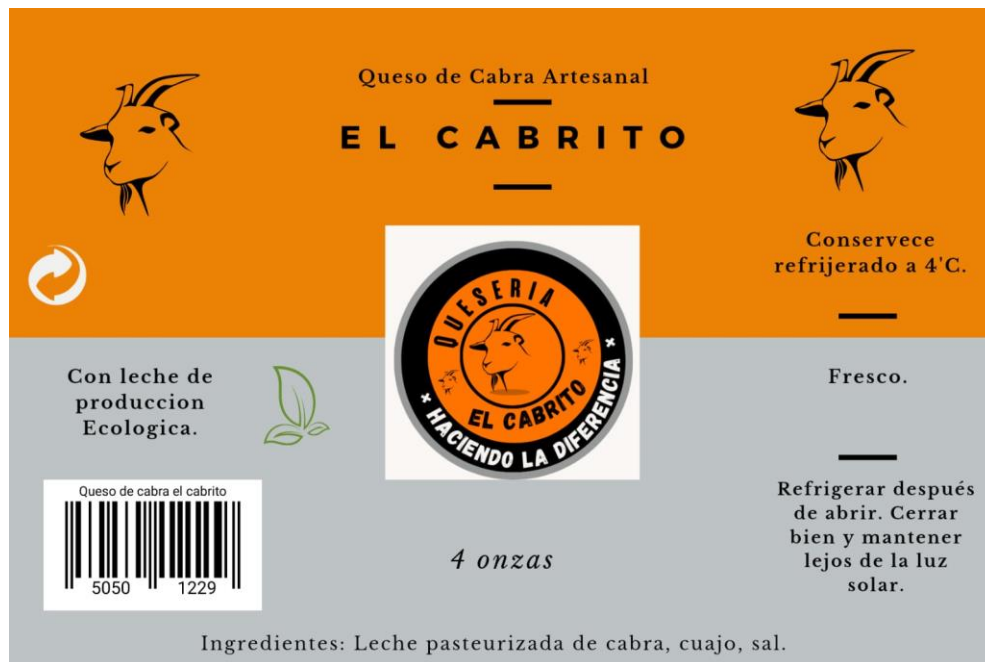 Queso de Cabra Artesanal
EL CABRITO
Conservece
refrijerado a 4'C.
QUESERIA
EL CABRITO
* HACIENDO LA DIFERENCIA *
Con leche de
produccion
Ecologica.
Fresco.
Queso de cabra el cabrito
5050 1229
4 onzas
Refrigerar después
de abrir. Cerrar
bien y mantener
lejos de la luz
solar.
Ingredientes: Leche pasteurizada de cabra, cuajo, sal.